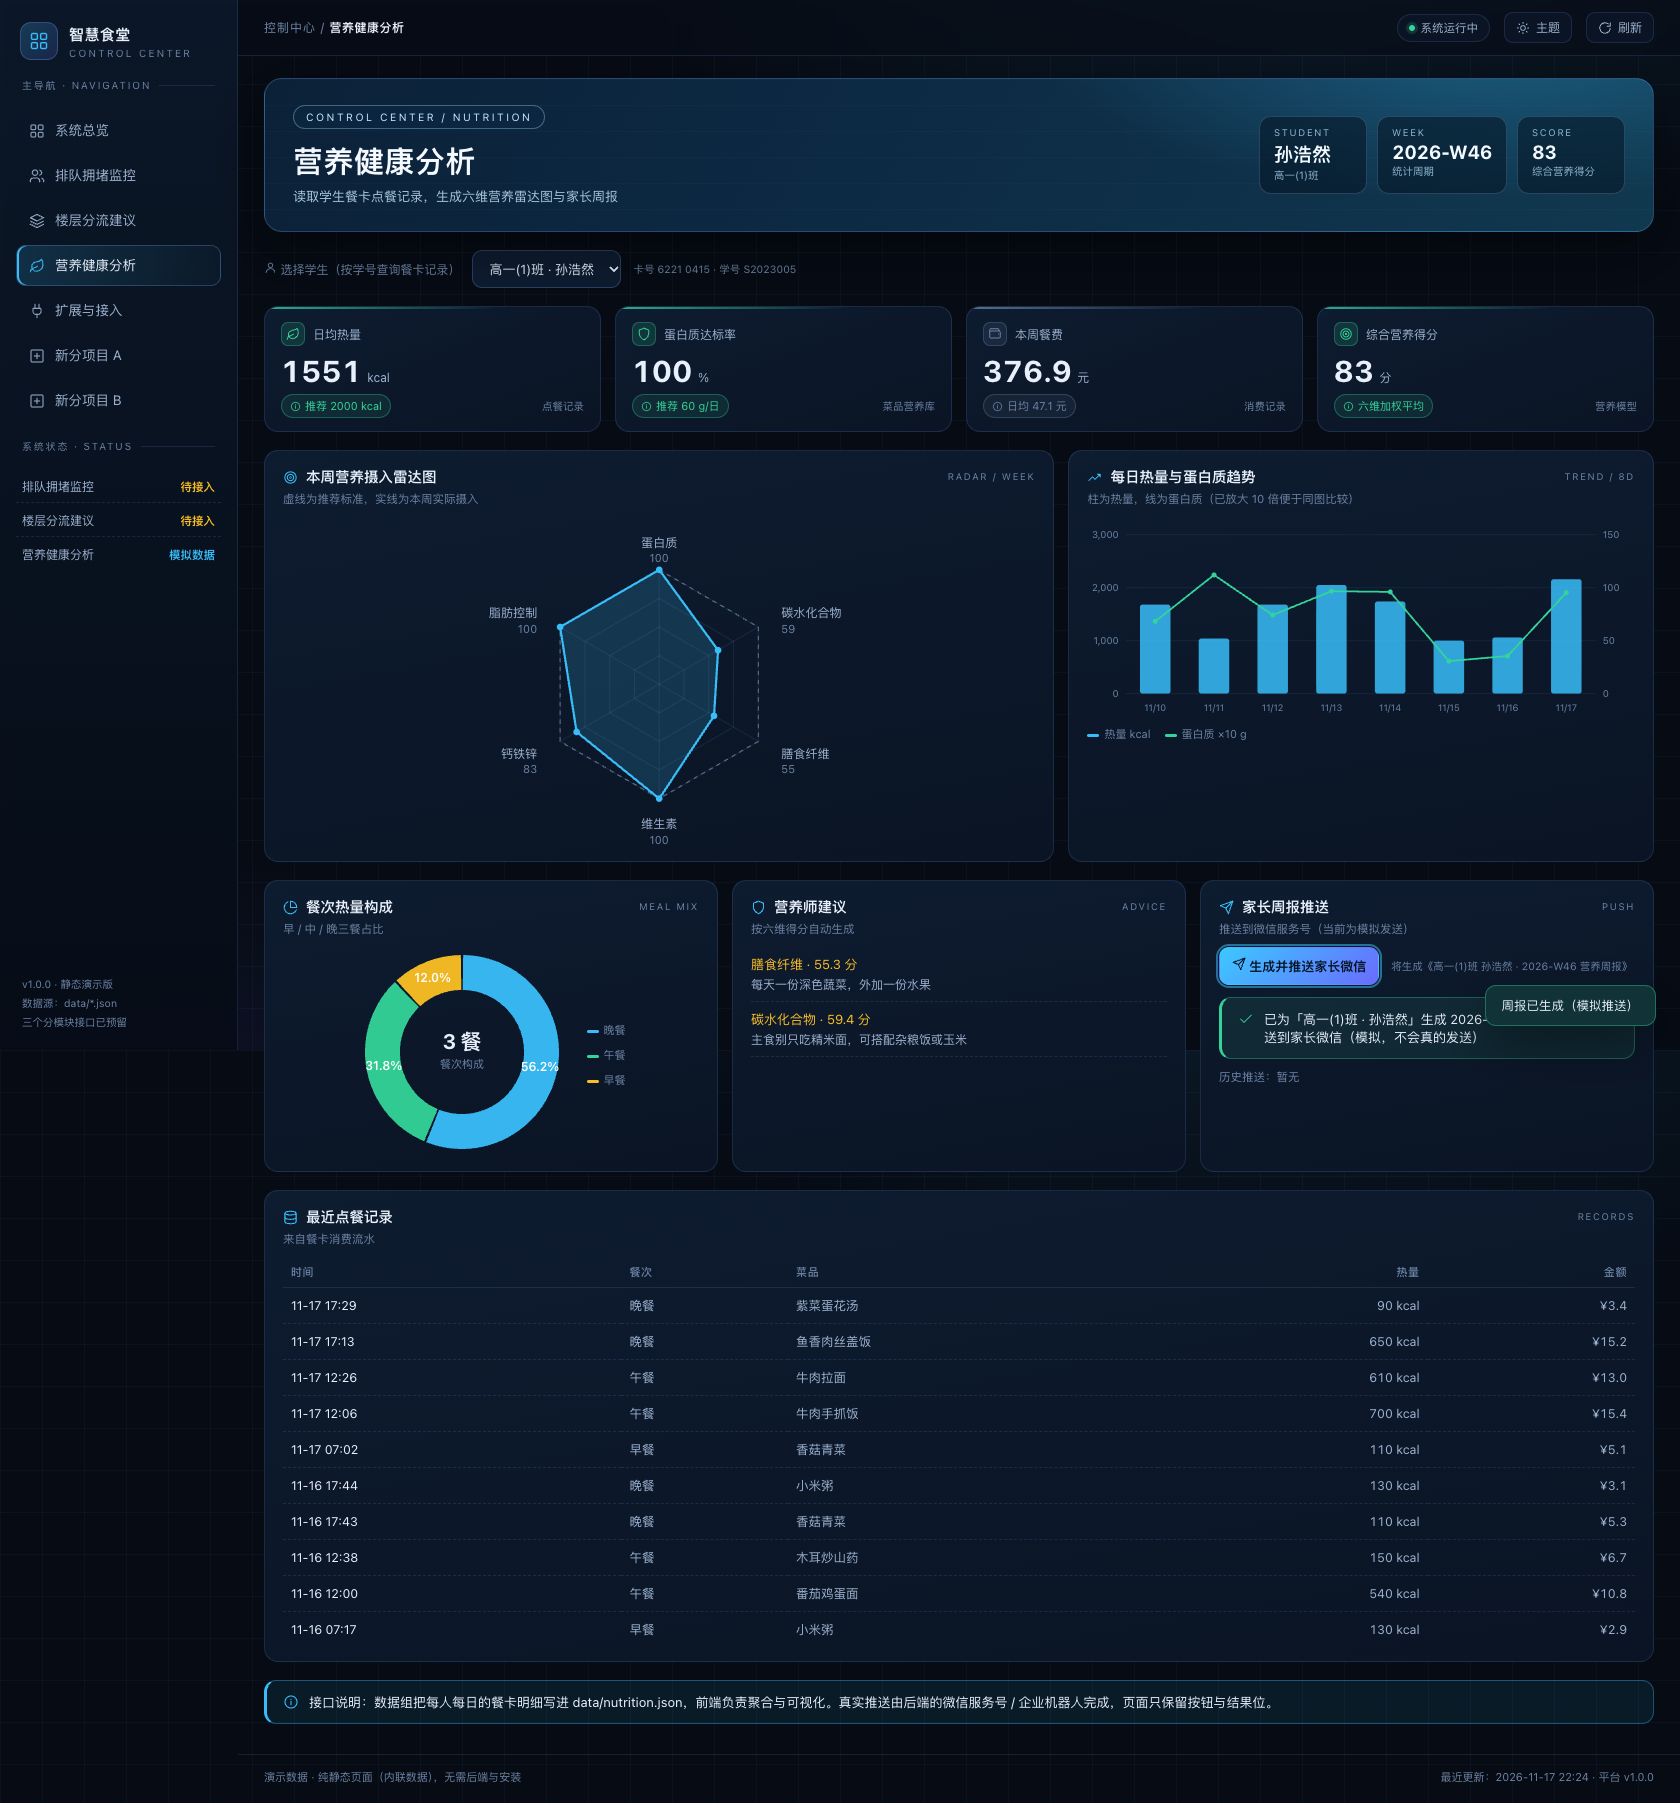 智慧食堂
CONTROL CENTER
主导航 · NAVIGATION
系统总览
排队拥堵监控
楼层分流建议
营养健康分析
扩展与接入
新分项目 A
新分项目 B
系统状态 · STATUS
排队拥堵监控 待接入
楼层分流建议 待接入
营养健康分析 模拟数据
v1.0.0 · 静态演示版
数据源：data/*.json
三个分模块接口已预留
控制中心 / 营养健康分析
系统运行中
主题
刷新
CONTROL CENTER / NUTRITION
营养健康分析
读取学生餐卡点餐记录，生成六维营养雷达图与家长周报
STUDENT
孙浩然
高一(1)班
WEEK
2026-W46
统计周期
SCORE
83
综合营养得分
选择学生（按学号查询餐卡记录）
高一(1)班 · 孙浩然
卡号 6221 0415 · 学号 S2023005
日均热量
1551 kcal
推荐 2000 kcal
点餐记录
蛋白质达标率
100 %
推荐 60 g/日
菜品营养库
本周餐费
376.9 元
日均 47.1 元
消费记录
综合营养得分
83 分
六维加权平均
营养模型
本周营养摄入雷达图
RADAR / WEEK
虚线为推荐标准，实线为本周实际摄入
蛋白质
100
碳水化合物
59
膳食纤维
55
维生素
100
钙铁锌
83
脂肪控制
100
每日热量与蛋白质趋势
TREND / 8D
柱为热量，线为蛋白质（已放大 10 倍便于同图比较）
3,000 150
2,000 100
1,000 50
0 0
11/10 11/11 11/12 11/13 11/14 11/15 11/16 11/17
热量 kcal 蛋白质 ×10 g
餐次热量构成
MEAL MIX
早 / 中 / 晚三餐占比
12.0%
31.8%
56.2%
3 餐
餐次构成
晚餐
午餐
早餐
营养师建议
ADVICE
按六维得分自动生成
膳食纤维 · 55.3 分
每天一份深色蔬菜，外加一份水果
碳水化合物 · 59.4 分
主食别只吃精米面，可搭配杂粮饭或玉米
家长周报推送
PUSH
推送到微信服务号（当前为模拟发送）
生成并推送家长微信
将生成《高一(1)班 孙浩然 · 2026-W46 营养周报》
周报已生成（模拟推送）
已为「高一(1)班 · 孙浩然」生成 2026-
送到家长微信（模拟，不会真的发送）
历史推送：暂无
最近点餐记录
RECORDS
来自餐卡消费流水
时间 餐次 菜品 热量 金额
11-17 17:29 晚餐 紫菜蛋花汤 90 kcal ¥3.4
11-17 17:13 晚餐 鱼香肉丝盖饭 650 kcal ¥15.2
11-17 12:26 午餐 牛肉拉面 610 kcal ¥13.0
11-17 12:06 午餐 牛肉手抓饭 700 kcal ¥15.4
11-17 07:02 早餐 香菇青菜 110 kcal ¥5.1
11-16 17:44 晚餐 小米粥 130 kcal ¥3.1
11-16 17:43 晚餐 香菇青菜 110 kcal ¥5.3
11-16 12:38 午餐 木耳炒山药 150 kcal ¥6.7
11-16 12:00 午餐 番茄鸡蛋面 540 kcal ¥10.8
11-16 07:17 早餐 小米粥 130 kcal ¥2.9
接口说明：数据组把每人每日的餐卡明细写进 data/nutrition.json，前端负责聚合与可视化。真实推送由后端的微信服务号 / 企业机器人完成，页面只保留按钮与结果位。
演示数据 · 纯静态页面（内联数据），无需后端与安装
最近更新：2026-11-17 22:24 · 平台 v1.0.0